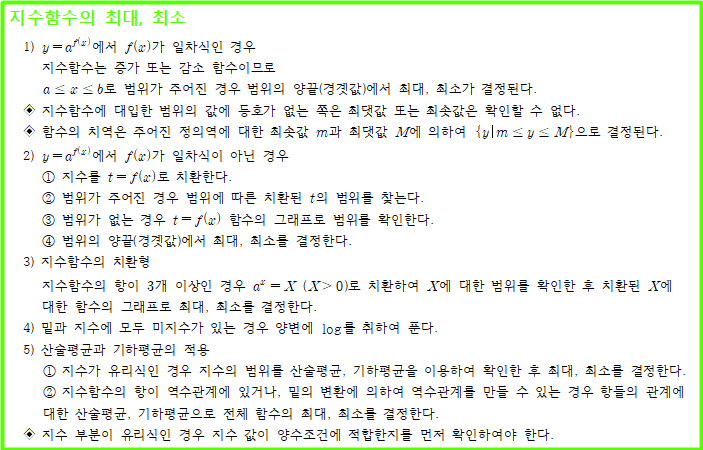 지수함수의 최대, 최소
1) y=a^{f(x)}에서 f(x)가 일차식인 경우
지수함수는 증가 또는 감소 함수이므로
a≤x≤b로 범위가 주어진 경우 범위의 양끝(경곗값)에서 최대, 최소가 결정된다.
◈ 지수함수에 대입한 범위의 값에 등호가 없는 쪽은 최댓값 또는 최솟값은 확인할 수 없다.
◈ 함수의 치역은 주어진 정의역에 대한 최솟값 m과 최댓값 M에 의하여 {y|m≤y≤M}으로 결정된다.
2) y=a^{f(x)}에서 f(x)가 일차식이 아닌 경우
① 지수를 t=f(x)로 치환한다.
② 범위가 주어진 경우 범위에 따른 치환된 t의 범위를 찾는다.
③ 범위가 없는 경우 t=f(x) 함수의 그래프로 범위를 확인한다.
④ 범위의 양끝(경곗값)에서 최대, 최소를 결정한다.
3) 지수함수의 치환형
지수함수의 항이 3개 이상인 경우 a^x=X (X>0)로 치환하여 X에 대한 범위를 확인한 후 치환된 X에
대한 함수의 그래프로 최대, 최소를 결정한다.
4) 밑과 지수에 모두 미지수가 있는 경우 양변에 log를 취하여 푼다.
5) 산술평균과 기하평균의 적용
① 지수가 유리식인 경우 지수의 범위를 산술평균, 기하평균을 이용하여 확인한 후 최대, 최소를 결정한다.
② 지수함수의 항이 역수관계에 있거나, 밑의 변환에 의하여 역수관계를 만들 수 있는 경우 항들의 관계에
대한 산술평균, 기하평균으로 전체 함수의 최대, 최소를 결정한다.
◈ 지수 부분이 유리식인 경우 지수 값이 양수조건에 적합한지를 먼저 확인하여야 한다.